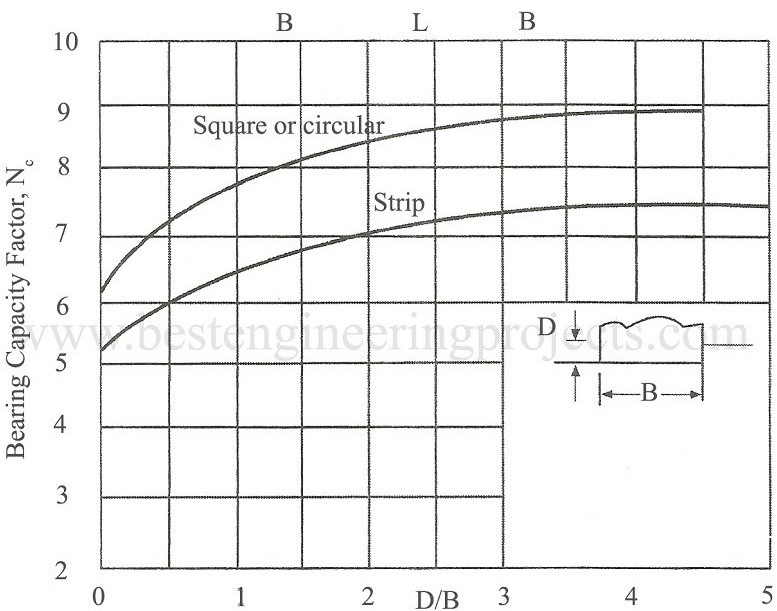 B L B
10
9
Square or circular
8
Strip
7
6
D
www.bestengineeringprojects.com
5
B
4
3
2
0 1 2 D/B 3 4 5
Bearing Capacity Factor, Nc